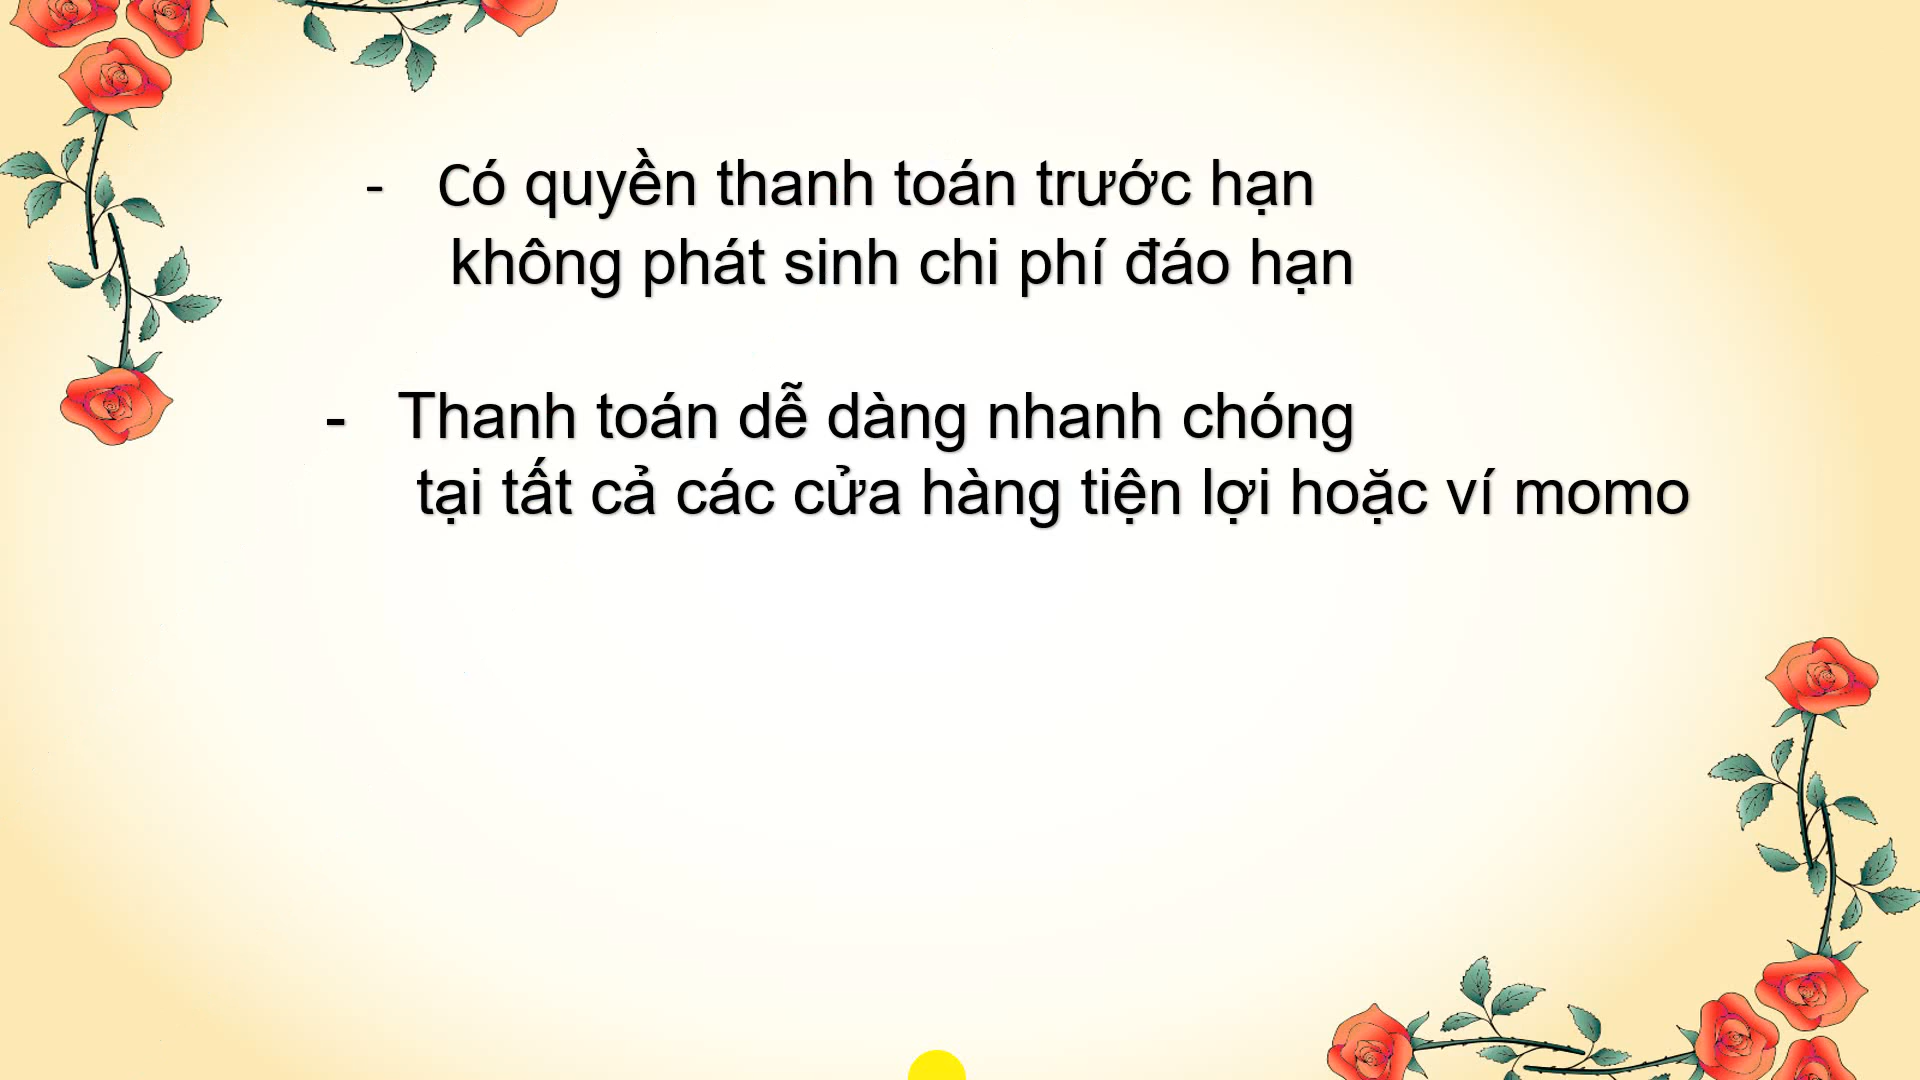 - Có quyền thanh toán trước hạn
không phát sinh chi phí đáo hạn
- Thanh toán dễ dàng nhanh chóng
tại tất cả các cửa hàng tiện lợi hoặc ví momo